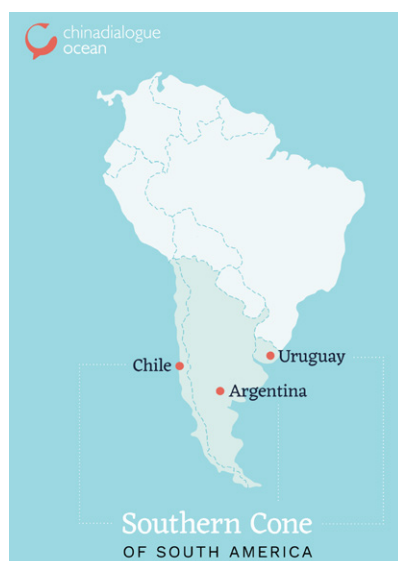 chinadialogue
ocean
Uruguay
Chile
Argentina
Southern Cone
OF SOUTH AMERICA